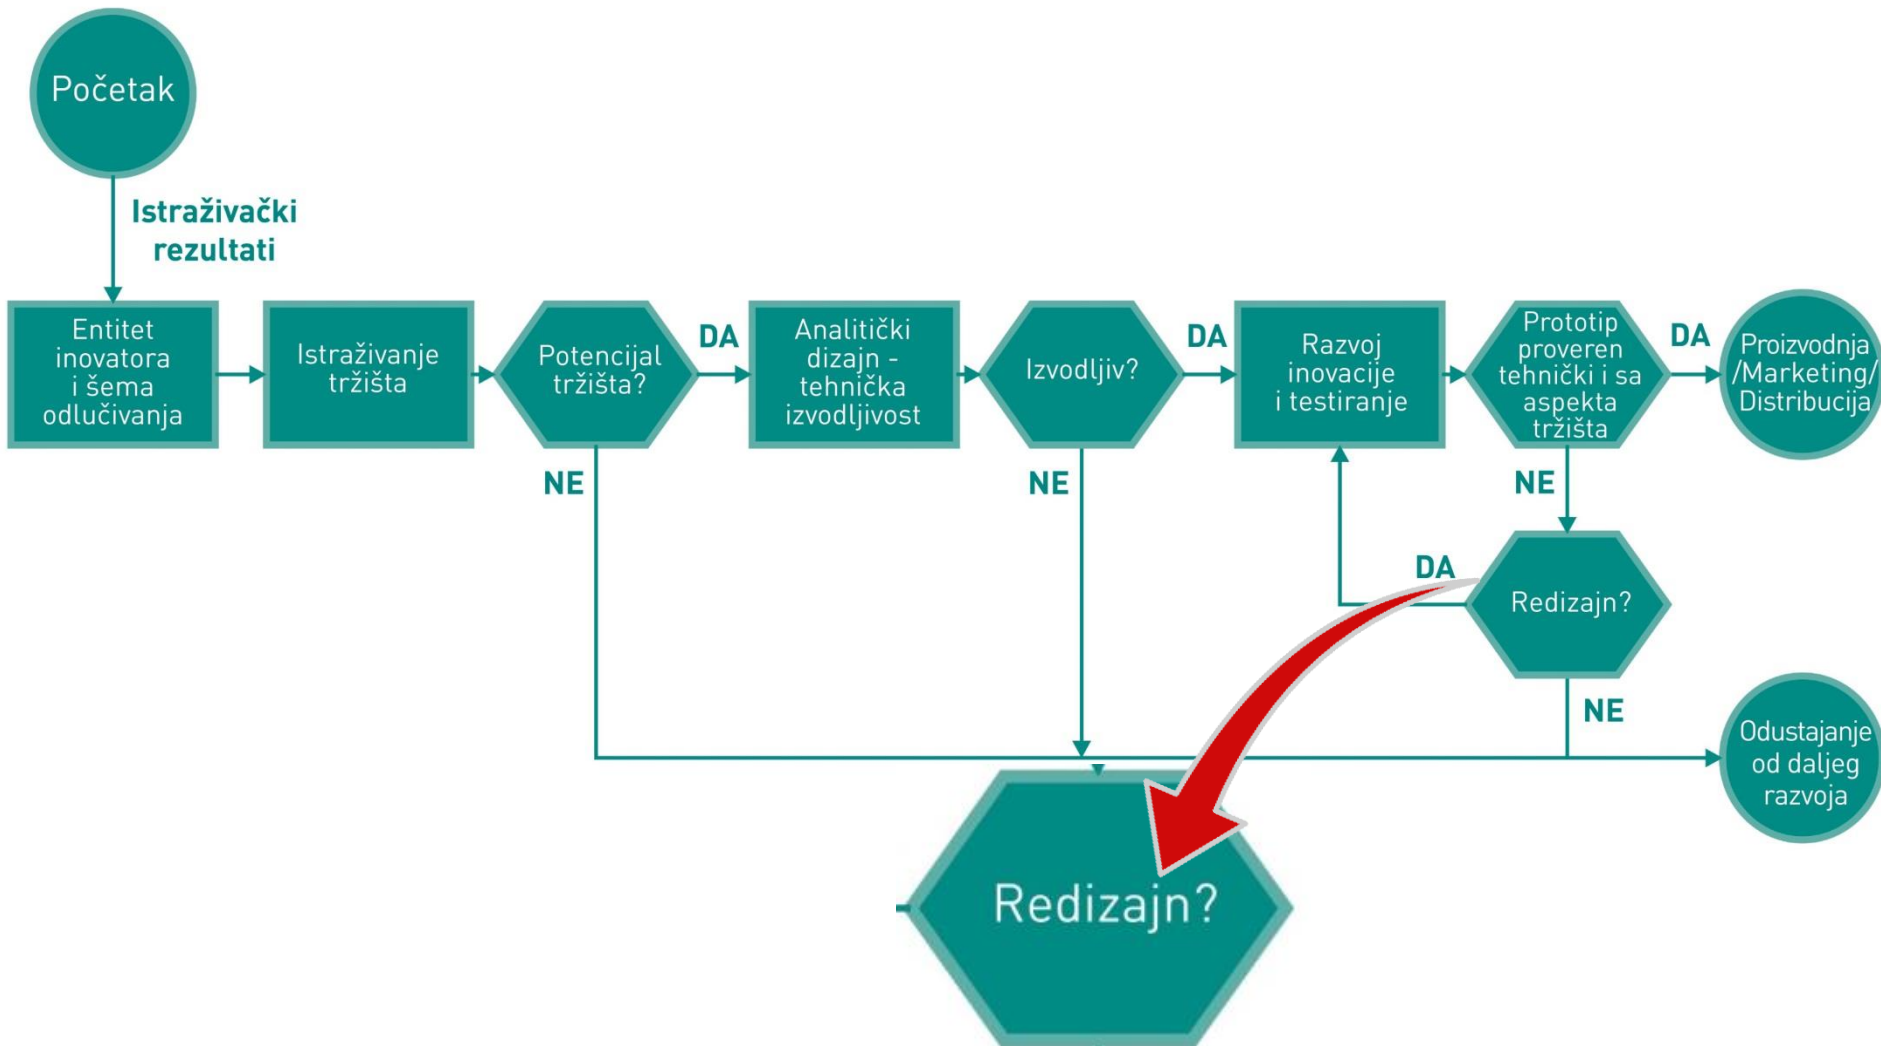 Početak
Istraživački
rezultati
Entitet
inovatora
i šema
odlučivanja
Istraživanje
tržišta
Potencijal
tržišta?
DA
NE
Analitički
dizajn -
tehnička
izvodljivost
Izvodljiv?
DA
NE
Razvoj
inovacije
i testiranje
Prototip
proveren
tehnički i sa
aspekta
tržišta
DA
NE
Proizvodnja
/Marketing/
Distribucija
Redizajn?
DA
NE
Odustajanje
od daljeg
razvoja
Redizajn?